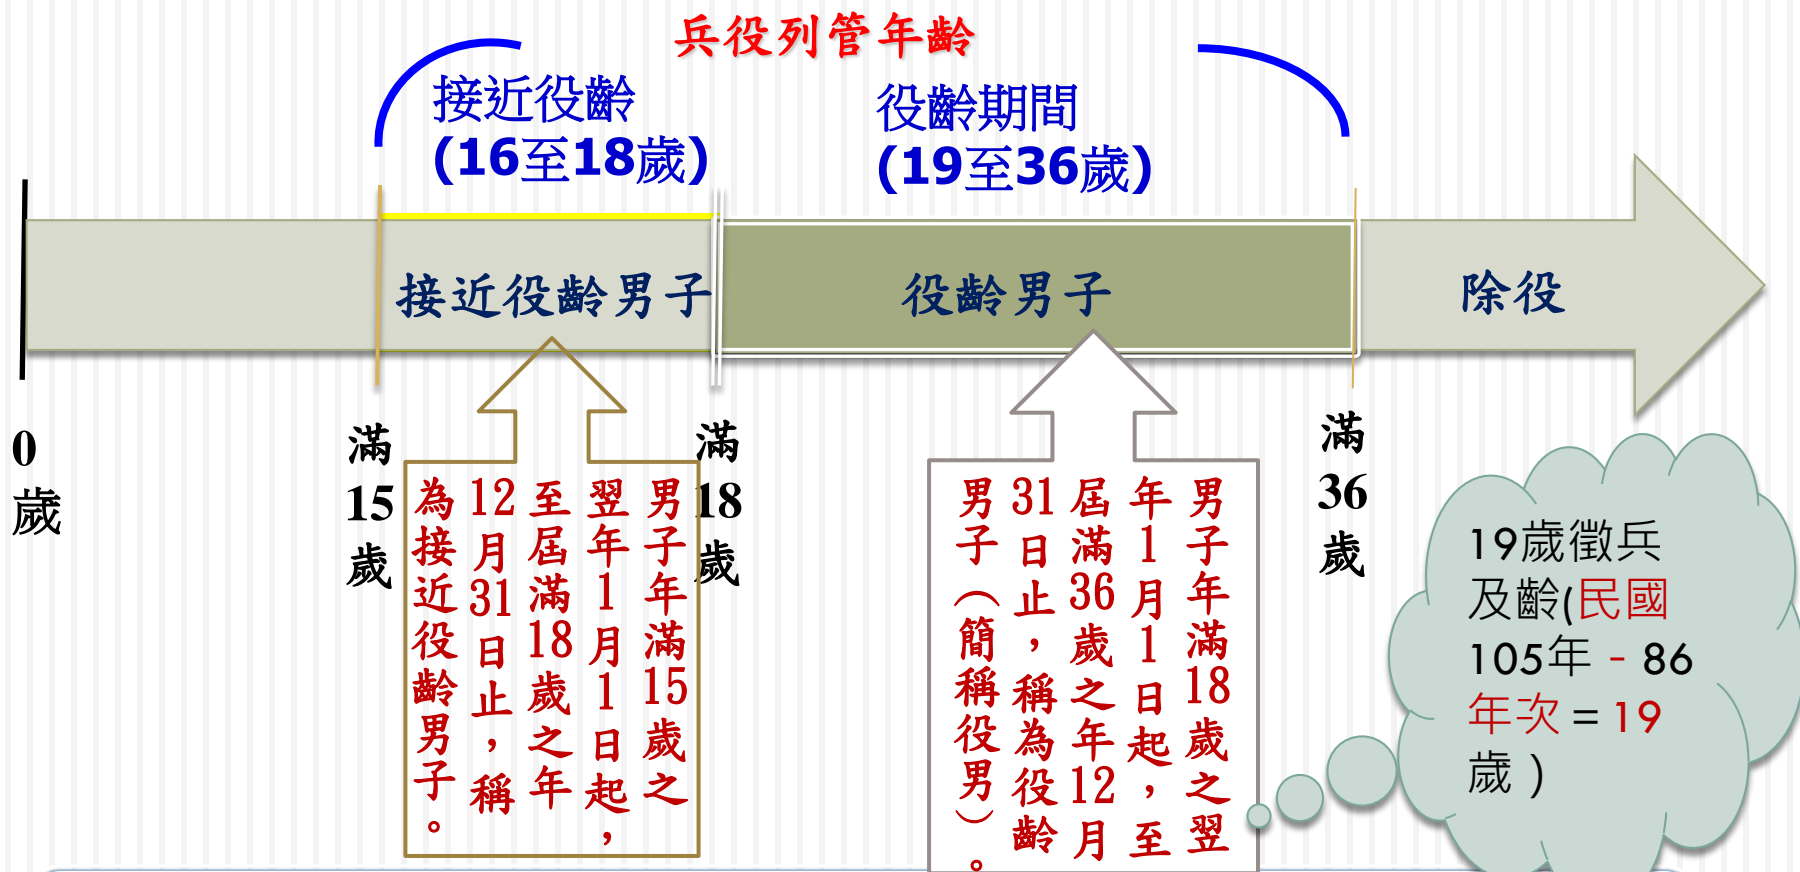 兵役列管年齡
接近役齡
(16至18歲)
役齡期間
(19至36歲)
接近役齡男子
役齡男子
除役
0
歲
滿
15
歲
滿
18
歲
滿
36
歲
男子年滿15歲之
翌年1月1日起，
至屆滿18歲之年
12月31日止，稱
為接近役齡男子。
男子年滿18歲之翌
年1月1日起，至
屆滿36歲之年12月
31日止，稱為役齡
男子（簡稱役男）。
19歲徵兵
及齡(民國
105年 - 86
年次 = 19
歲 )